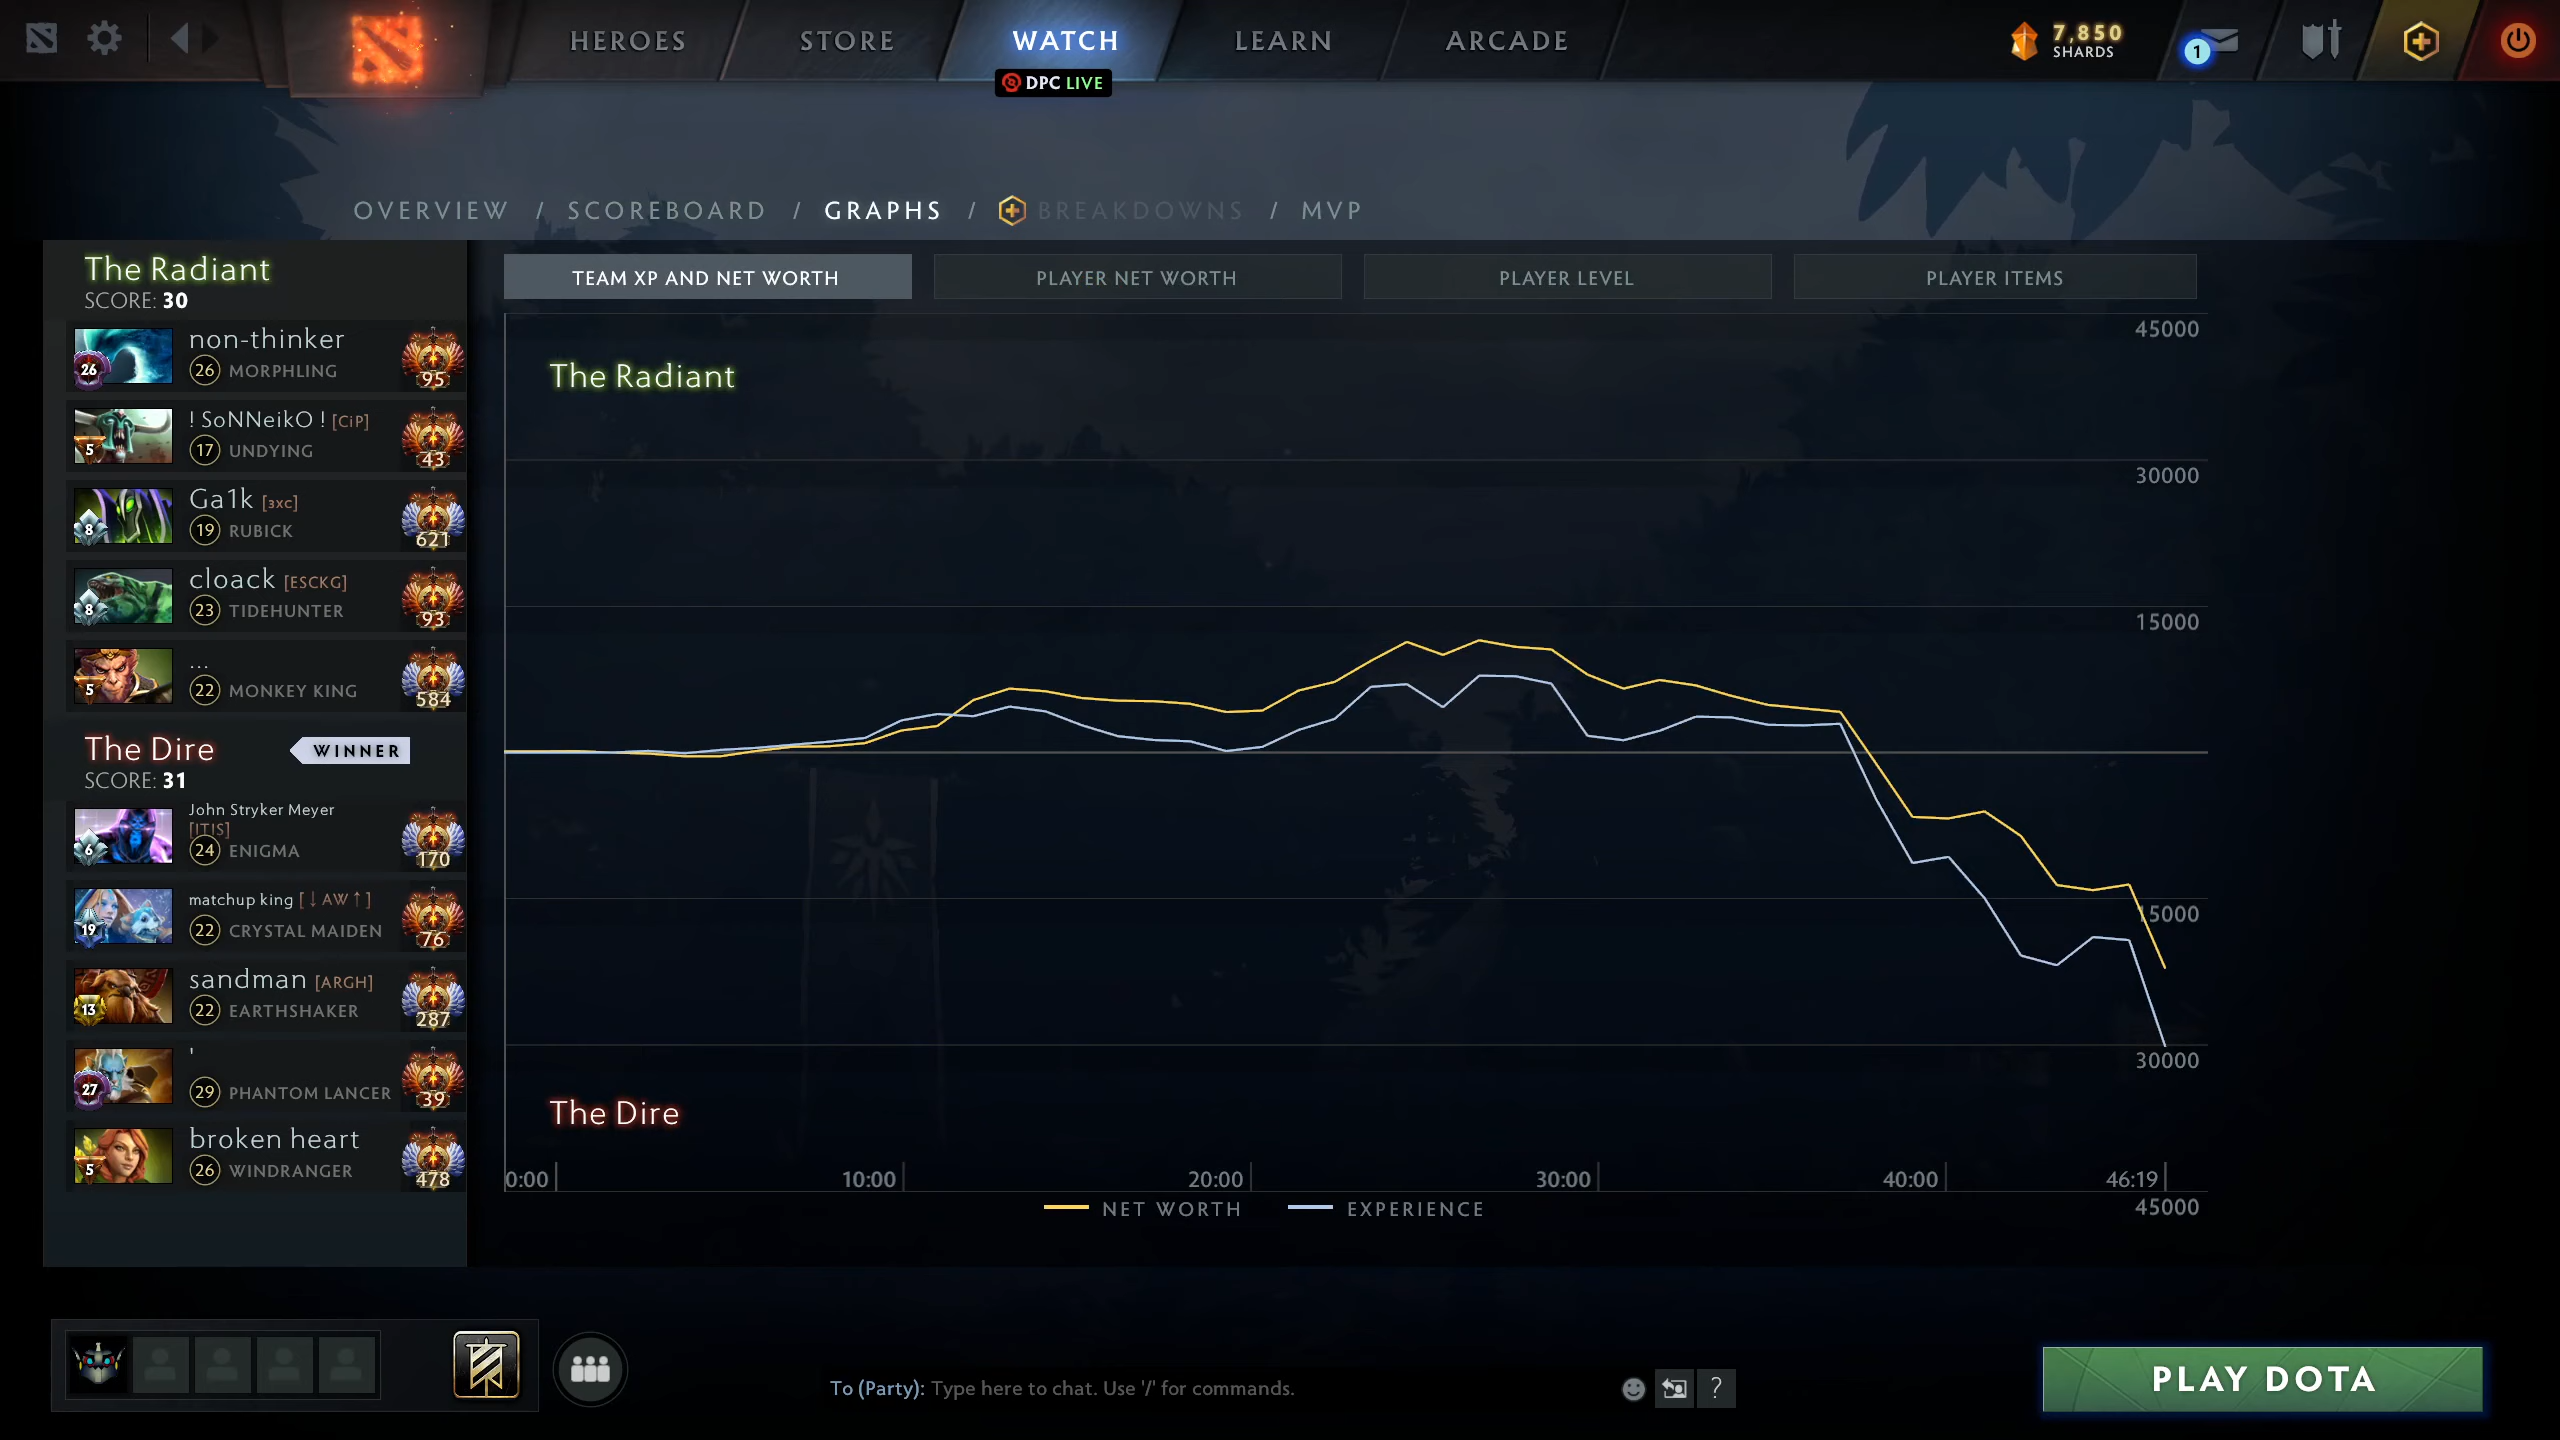 HEROES
STORE
WATCH
LEARN
ARCADE
7,850
SHARDS
1
DPC LIVE
OVERVIEW / SCOREBOARD / GRAPHS / BREAKDOWNS / MVP
The Radiant
SCORE: 30
non-thinker
26
26 MORPHLING
95
! SoNNeikO ! [CiP]
5
17 UNDYING
43
Ga1k [зхс]
8
19 RUBICK
621
cloack [ESCKG]
8
23 TIDEHUNTER
93
...
5
22 MONKEY KING
584
The Dire
WINNER
SCORE: 31
John Stryker Meyer
[ITIS]
6
24 ENIGMA
170
matchup king [↓AW↑]
19
22 CRYSTAL MAIDEN
76
sandman [ARGH]
13
22 EARTHSHAKER
287
'
27
29 PHANTOM LANCER
39
broken heart
5
26 WINDRANGER
478
TEAM XP AND NET WORTH
PLAYER NET WORTH
PLAYER LEVEL
PLAYER ITEMS
45000
The Radiant
30000
15000
15000
30000
The Dire
0:00
10:00
20:00
30:00
40:00
46:19
45000
NET WORTH
EXPERIENCE
To (Party): Type here to chat. Use '/' for commands.
?
PLAY DOTA